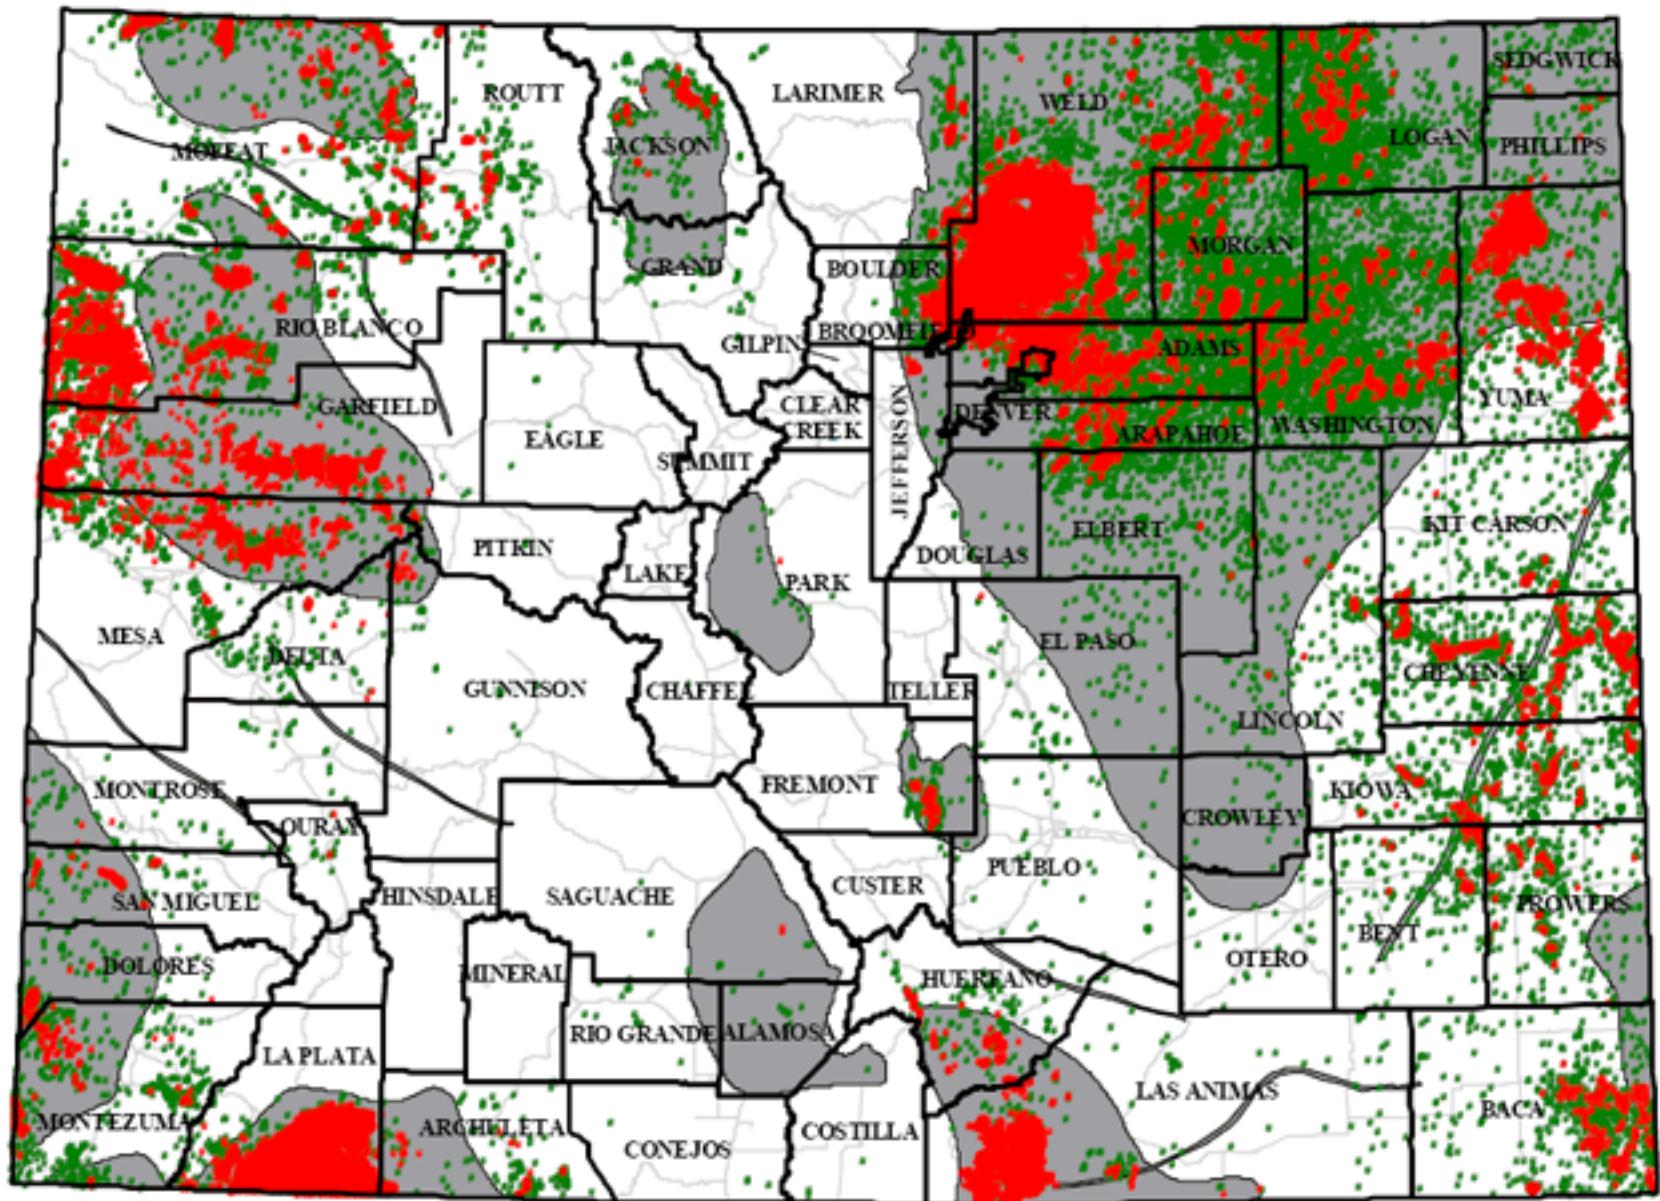 SEDGWICK
ROUTT
LARIMER
WELD
JACKSON
LOGAN
PHILLIPS
MOFFAT
MORGAN
GRAND
BOULDER
RIO BLANCO
BROOMFIELD
GILPIN
ADAMS
GARFIELD
CLEAR
CREEK
JEFFERSON
DENVER
YUMA
EAGLE
ARAPAHOE
WASHINGTON
SUMMIT
KIT CARSON
ELBERT
PITKIN
DOUGLAS
LAKE
PARK
MESA
DELTA
EL PASO
GUNNISON
CHAFFEE
TELLER
CHEYENNE
LINCOLN
MONTROSE
FREMONT
KIOWA
OURAY
CROWLEY
PUEBLO
HINSDALE
SAGUACHE
CUSTER
SAN MIGUEL
PROWERS
BENT
DOLORES
MINERAL
HUERFANO
OTERO
RIO GRANDE
ALAMOSA
LA PLATA
LAS ANIMAS
MONTEZUMA
ARCHULETA
CONEJOS
COSTILLA
BACA